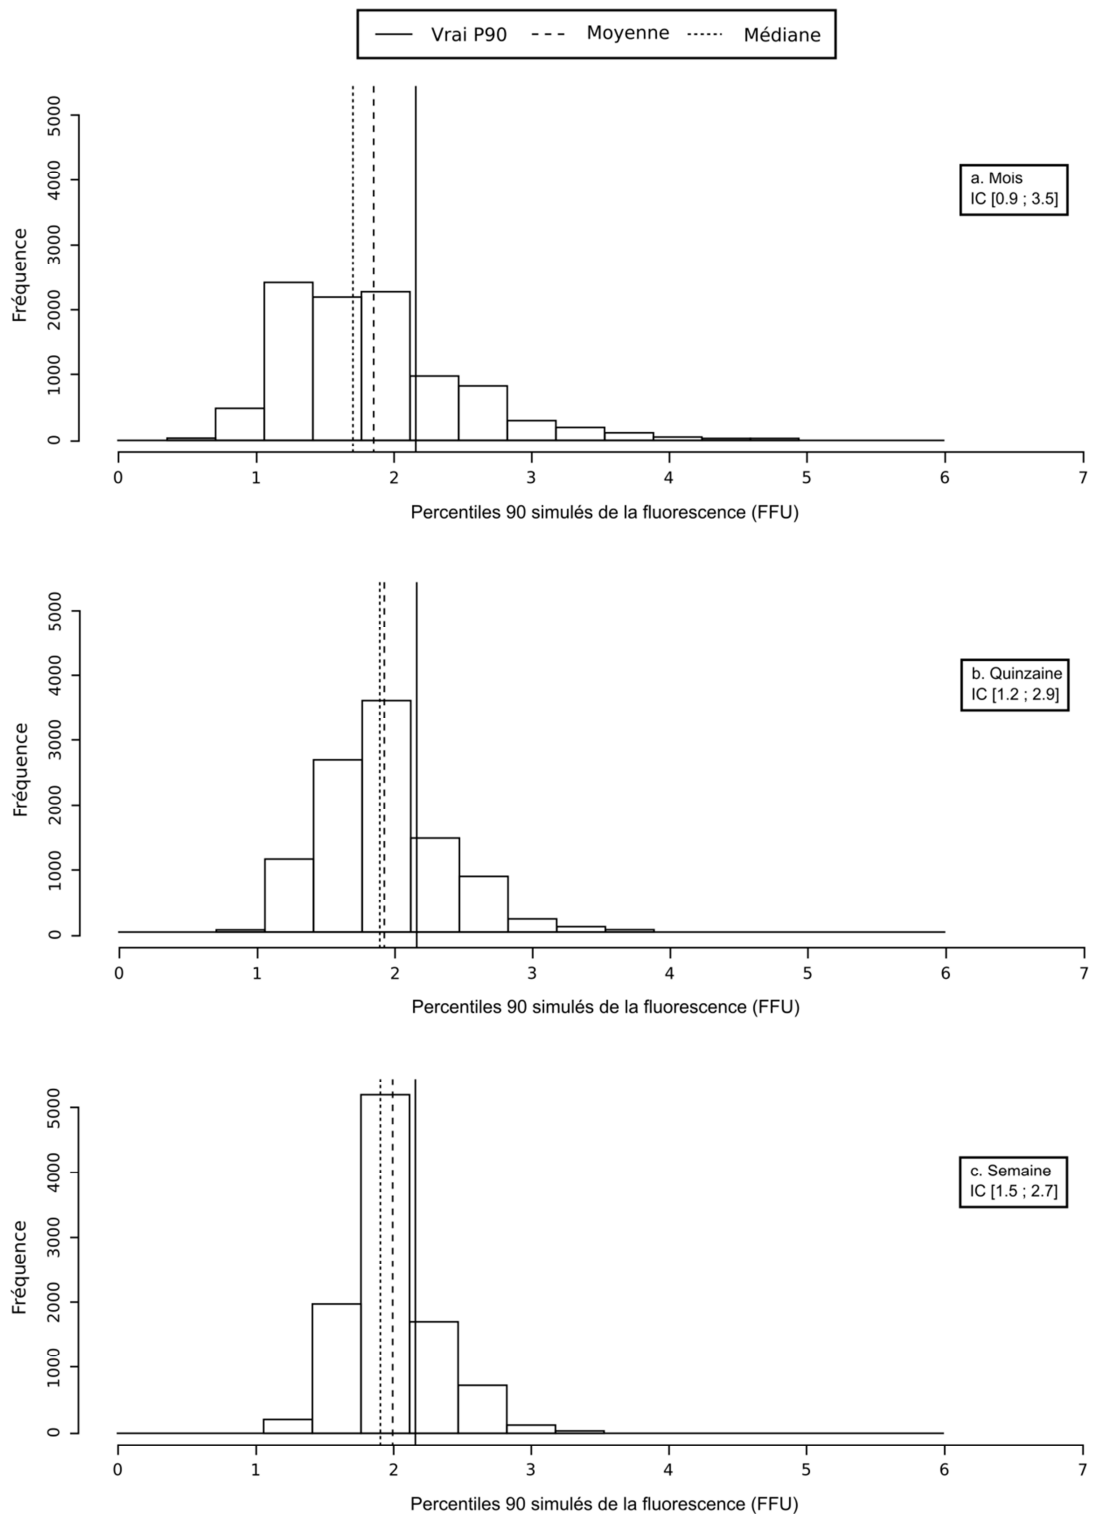 Vrai P90 Moyenne Médiane
5000
4000
3000
2000
1000
0
Fréquence
a. Mois
IC [0.9 ; 3.5]
0 1 2 3 4 5 6 7
Percentiles 90 simulés de la fluorescence (FFU)
5000
4000
3000
2000
1000
0
Fréquence
b. Quinzaine
IC [1.2 ; 2.9]
0 1 2 3 4 5 6 7
Percentiles 90 simulés de la fluorescence (FFU)
5000
4000
3000
2000
1000
0
Fréquence
c. Semaine
IC [1.5 ; 2.7]
0 1 2 3 4 5 6 7
Percentiles 90 simulés de la fluorescence (FFU)